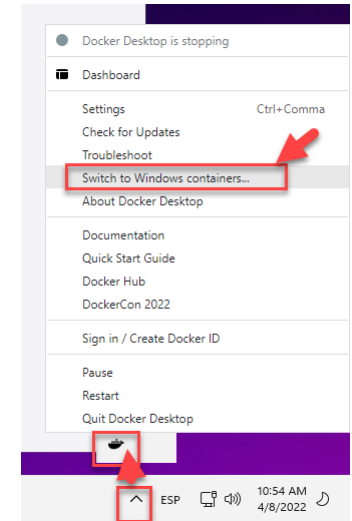 Docker Desktop is stopping
Dashboard
Settings Ctrl+Comma
Check for Updates
Troubleshoot
Switch to Windows containers...
About Docker Desktop
Documentation
Quick Start Guide
Docker Hub
DockerCon 2022
Sign in / Create Docker ID
Pause
Restart
Quit Docker Desktop
ESP 10:54 AM
4/8/2022